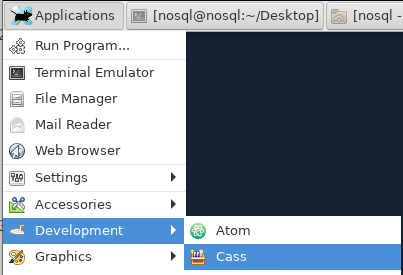 Applications
[nosql@nosql:~/Desktop]
[nosql -
Run Program...
Terminal Emulator
File Manager
Mail Reader
Web Browser
Settings
Accessories
Development
Atom
Graphics
Cass